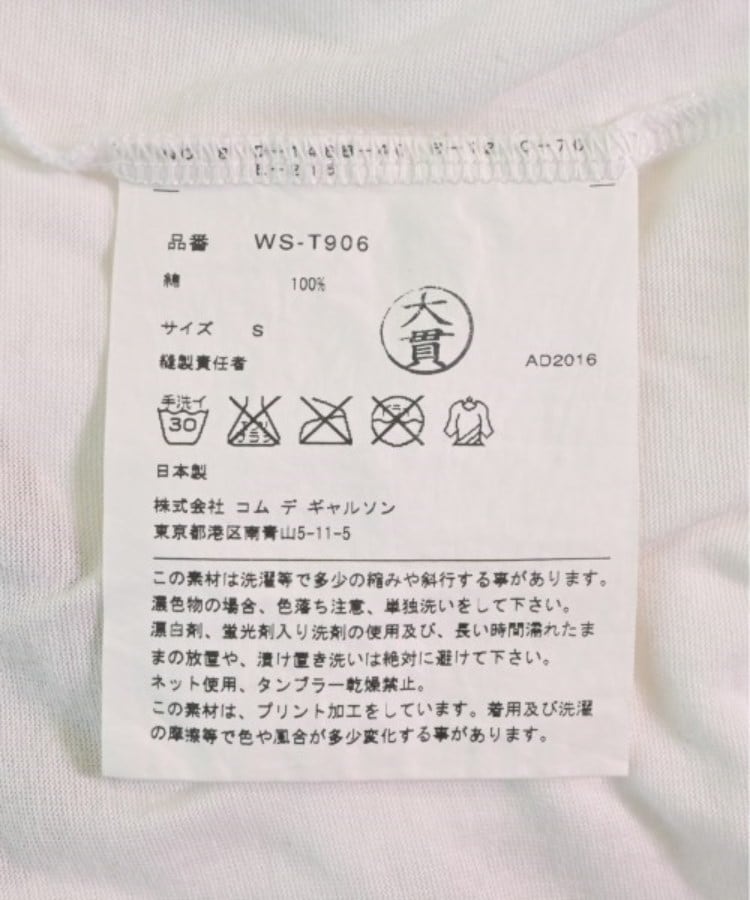 品番 WS-T906
綿 100%
サイズ S
大貫
縫製責任者 AD2016
手洗イ
30
日本製
株式会社 コム デ ギャルソン
東京都港区南青山5-11-5
この素材は洗濯等で多少の縮みや斜行する事があります。
濃色物の場合、色落ち注意、単独洗いをして下さい。
漂白剤、蛍光剤入り洗剤の使用及び、長い時間濡れたま
まの放置や、漬け置き洗いは絶対に避けて下さい。
ネット使用、タンブラー乾燥禁止。
この素材は、プリント加工をしています。着用及び洗濯
の摩擦等で色や風合が多少変化する事があります。